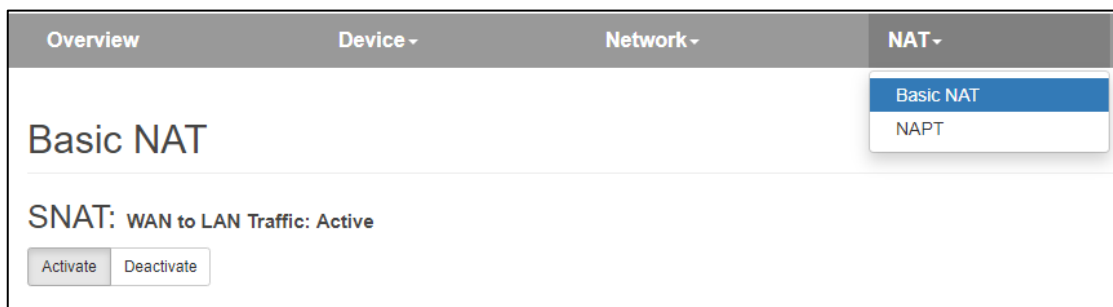 Overview Device Network NAT
Basic NAT
NAPT
Basic NAT
SNAT: WAN to LAN Traffic: Active
Activate Deactivate